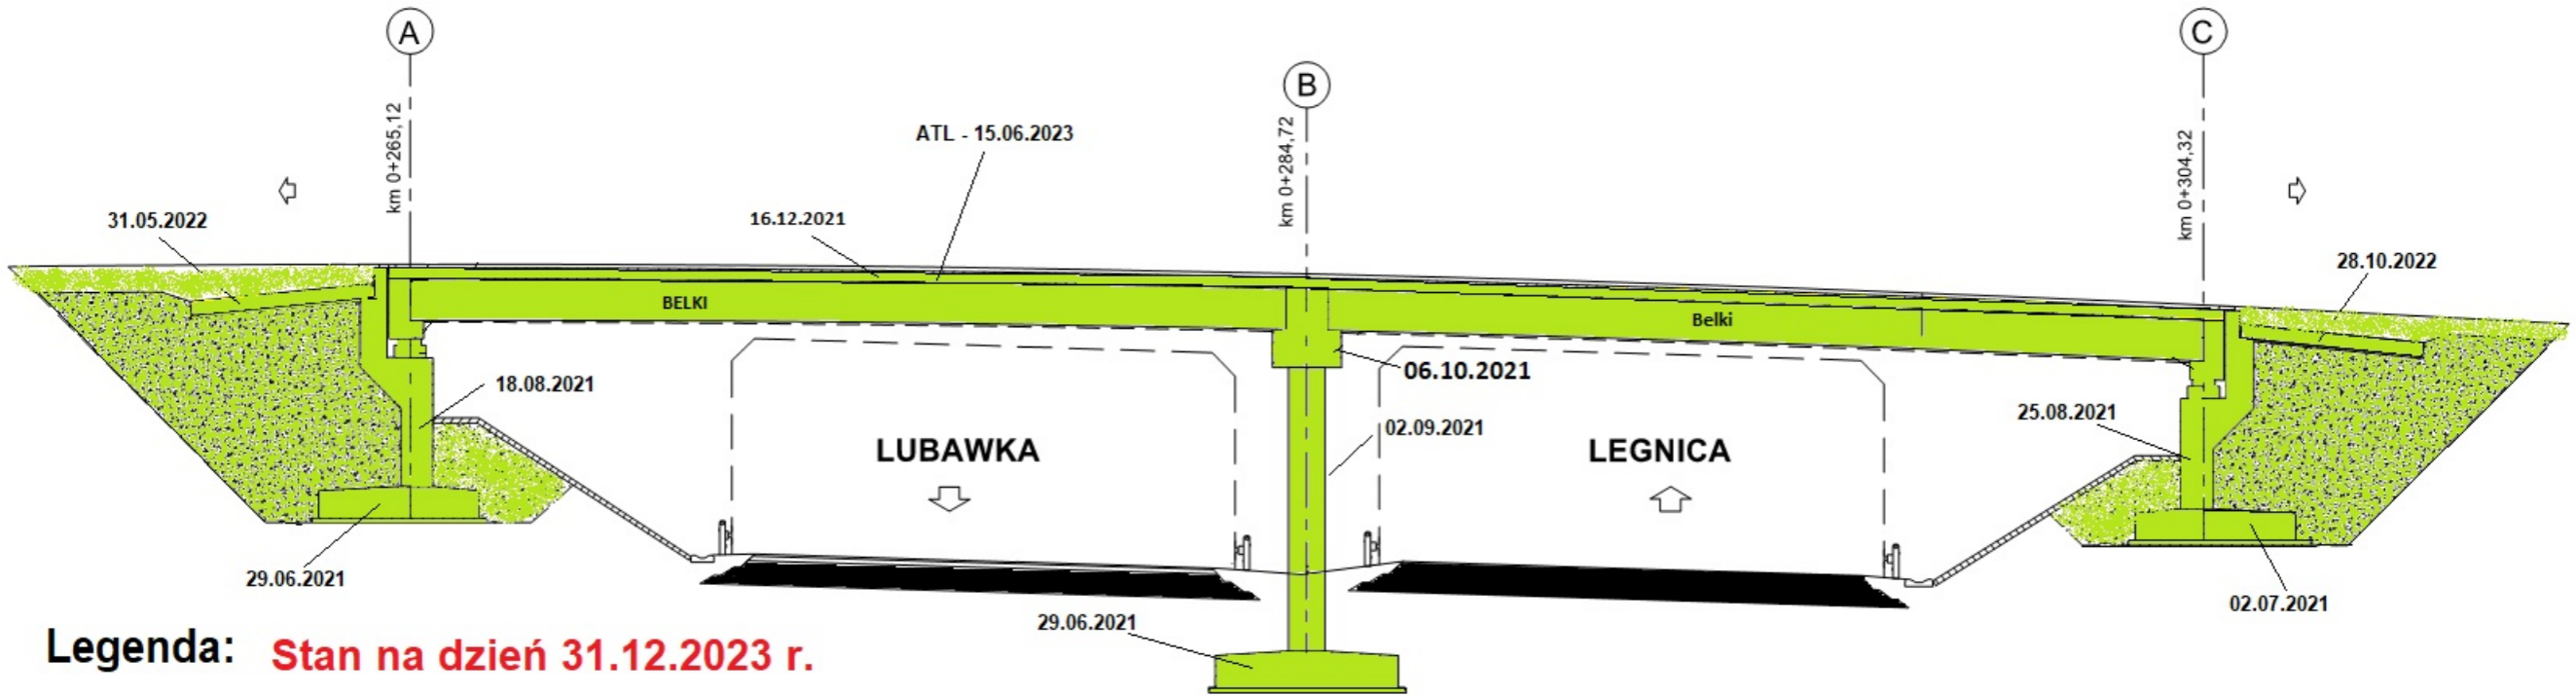 A
B
C
km 0+265,12
km 0+284,72
km 0+304,32
ATL - 15.06.2023
31.05.2022
16.12.2021
28.10.2022
BELKI
Belki
06.10.2021
18.08.2021
25.08.2021
02.09.2021
LUBAWKA
LEGNICA
29.06.2021
02.07.2021
29.06.2021
Legenda: Stan na dzień 31.12.2023 r.